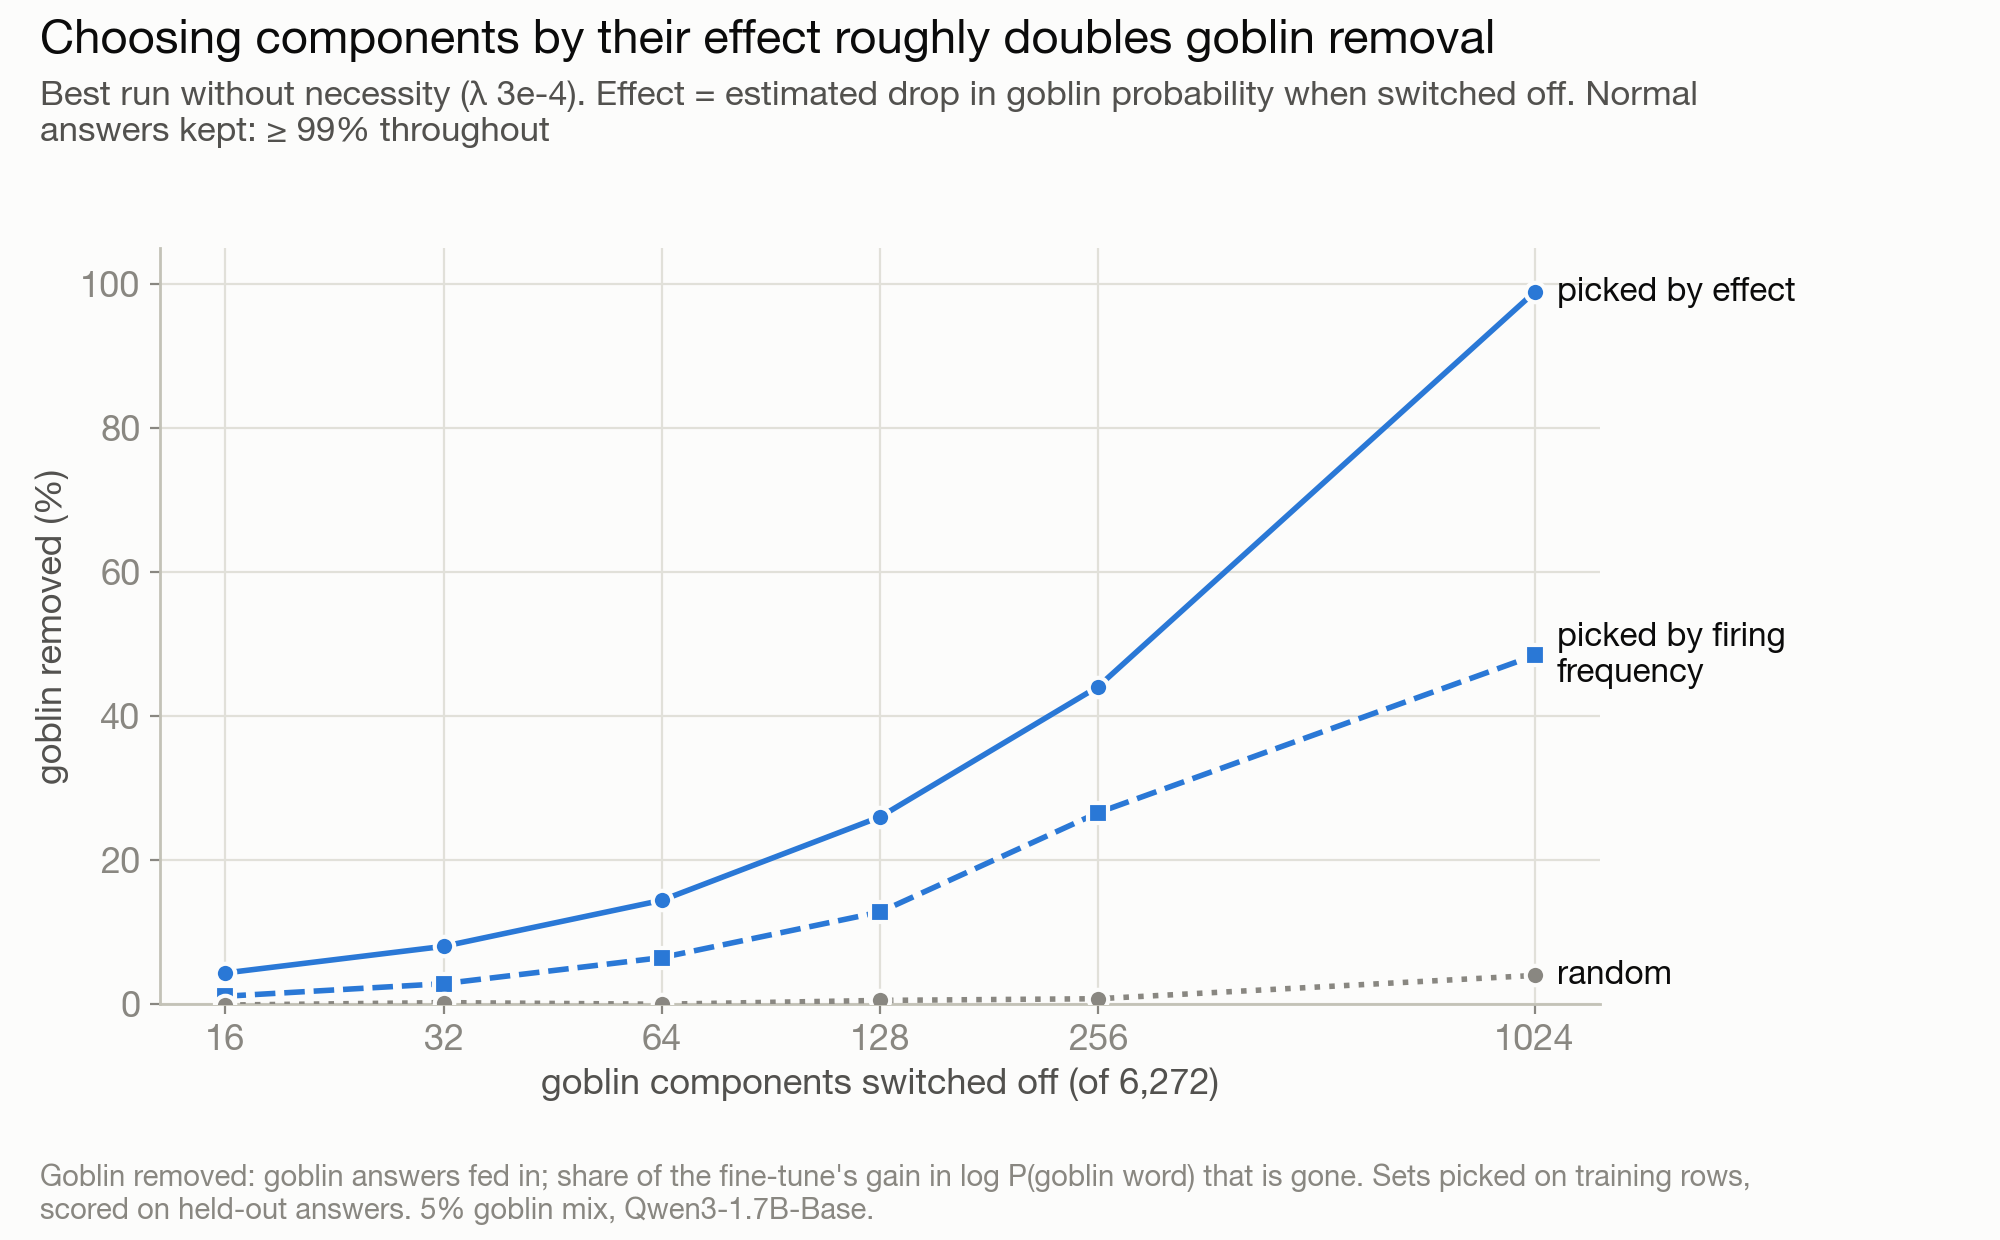 Choosing components by their effect roughly doubles goblin removal
Best run without necessity (λ 3e-4). Effect = estimated drop in goblin probability when switched off. Normal
answers kept: ≥ 99% throughout
100
80
60
40
20
0
goblin removed (%)
picked by effect
picked by firing
frequency
random
16
32
64
128
256
1024
goblin components switched off (of 6,272)
Goblin removed: goblin answers fed in; share of the fine-tune's gain in log P(goblin word) that is gone. Sets picked on training rows,
scored on held-out answers. 5% goblin mix, Qwen3-1.7B-Base.